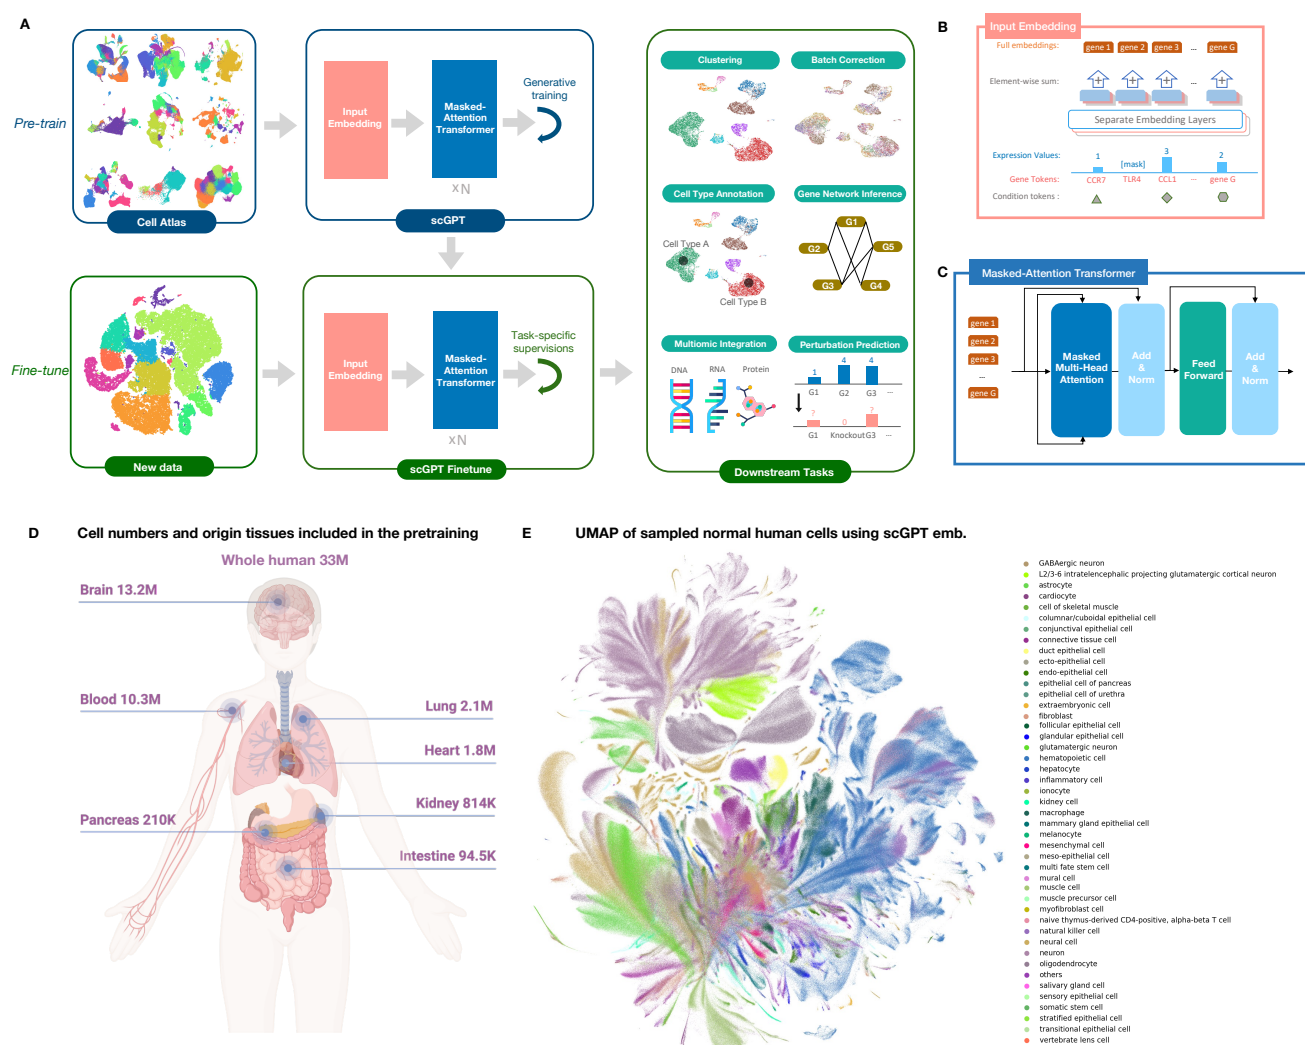 A
Pre-train
Cell Atlas
Input
Embedding
Masked-
Attention
Transformer
xN
Generative
training
scGPT
Fine-tune
New data
Input
Embedding
Masked-
Attention
Transformer
xN
Task-specific
supervisions
scGPT Finetune
Clustering
Batch Correction
Cell Type Annotation
Cell Type A
Cell Type B
Gene Network Inference
G1
G2
G5
G3
G4
Multiomic Integration
DNA
RNA
Protein
Perturbation Prediction
1
4
4
G1
G2
G3
...
?
0
?
G1
Knockout
G3
...
Downstream Tasks
B
Input Embedding
Full embeddings:
gene 1
gene 2
gene 3
...
gene G
Element-wise sum:
+
+
+
...
+
Separate Embedding Layers
Expression Values:
1
[mask]
3
2
Gene Tokens:
CCR7
TLR4
CCL1
...
gene G
Condition tokens :
C
Masked-Attention Transformer
gene 1
gene 2
gene 3
...
gene G
Masked
Multi-Head
Attention
Add
&
Norm
Feed
Forward
Add
&
Norm
D
Cell numbers and origin tissues included in the pretraining
Whole human 33M
Brain 13.2M
Blood 10.3M
Lung 2.1M
Heart 1.8M
Kidney 814K
Pancreas 210K
Intestine 94.5K
E
UMAP of sampled normal human cells using scGPT emb.
GABAergic neuron
L2/3-6 intratelencephalic projecting glutamatergic cortical neuron
astrocyte
cardiocyte
cell of skeletal muscle
columnar/cuboidal epithelial cell
conjunctival epithelial cell
connective tissue cell
duct epithelial cell
ecto-epithelial cell
endo-epithelial cell
epithelial cell of pancreas
epithelial cell of urethra
extraembryonic cell
fibroblast
follicular epithelial cell
glandular epithelial cell
glutamatergic neuron
hematopoietic cell
hepatocyte
inflammatory cell
ionocyte
kidney cell
macrophage
mammary gland epithelial cell
melanocyte
mesenchymal cell
meso-epithelial cell
multi fate stem cell
mural cell
muscle cell
muscle precursor cell
myofibroblast cell
naive thymus-derived CD4-positive, alpha-beta T cell
natural killer cell
neural cell
neuron
oligodendrocyte
others
salivary gland cell
sensory epithelial cell
somatic stem cell
stratified epithelial cell
transitional epithelial cell
vertebrate lens cell